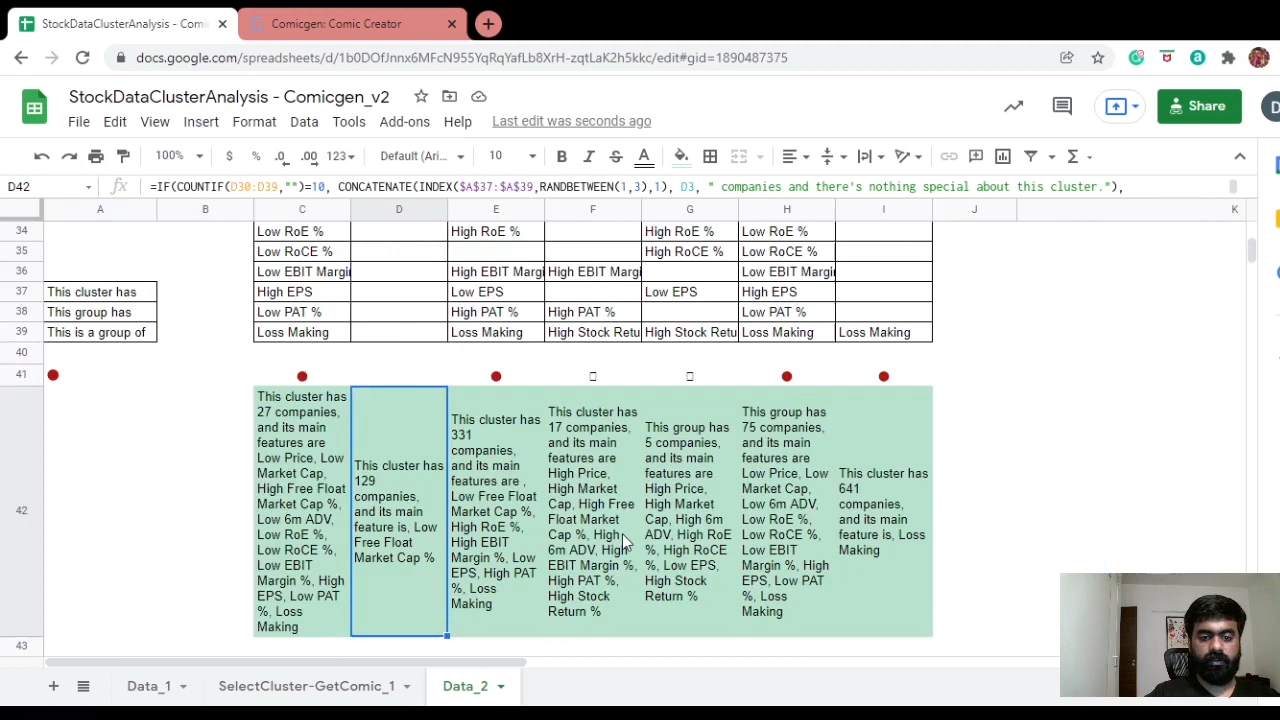 StockDataClusterAnalysis - Comi
Comicgen: Comic Creator
docs.google.com/spreadsheets/d/1b0DOfJnnx6MFcN955YqRqYafLb8XrH-zqtLaK2h5kkc/edit#gid=1890487375
StockDataClusterAnalysis - Comicgen_v2
File Edit View Insert Format Data Tools Add-ons Help Last edit was seconds ago
Share
D
100% $ % .0 .00 123 Default (Ari... 10 B I S A
D42 fx =IF(COUNTIF(D30:D39,"")=10, CONCATENATE(INDEX($A$37:$A$39,RANDBETWEEN(1,3),1), D3, " companies and there's nothing special about this cluster."),
A B C D E F G H I J K
34 Low RoE % High RoE % High RoE % Low RoE %
35 Low RoCE % High RoCE % Low RoCE %
36 Low EBIT Margi High EBIT Margi High EBIT Margi Low EBIT Margi
37 This cluster has High EPS Low EPS Low EPS High EPS
38 This group has Low PAT % High PAT % High PAT % Low PAT %
39 This is a group of Loss Making Loss Making High Stock Retu High Stock Retu Loss Making Loss Making
40
41
42
This cluster has
27 companies,
and its main
features are
Low Price, Low
Market Cap,
High Free Float
Market Cap %,
Low 6m ADV,
Low RoE %,
Low RoCE %,
Low EBIT
Margin %, High
EPS, Low PAT
%, Loss
Making
This cluster has
129
companies,
and its main
feature is, Low
Free Float
Market Cap %
This cluster has
331
companies,
and its main
features are ,
Low Free Float
Market Cap %,
High RoE %,
High EBIT
Margin %, Low
EPS, High PAT
%, Loss
Making
This cluster has
17 companies,
and its main
features are
High Price,
High Market
Cap, High Free
Float Market
Cap %, High
6m ADV, High
EBIT Margin %,
High PAT %,
High Stock
Return %
This group has
5 companies,
and its main
features are
High Price,
High Market
Cap, High 6m
ADV, High RoE
%, High RoCE
%, Low EPS,
High Stock
Return %
This group has
75 companies,
and its main
features are
Low Price, Low
Market Cap,
Low 6m ADV,
Low RoE %,
Low RoCE %,
Low EBIT
Margin %, High
EPS, Low PAT
%, Loss
Making
This cluster has
641
companies,
and its main
feature is, Loss
Making
43
Data_1 SelectCluster-GetComic_1 Data_2